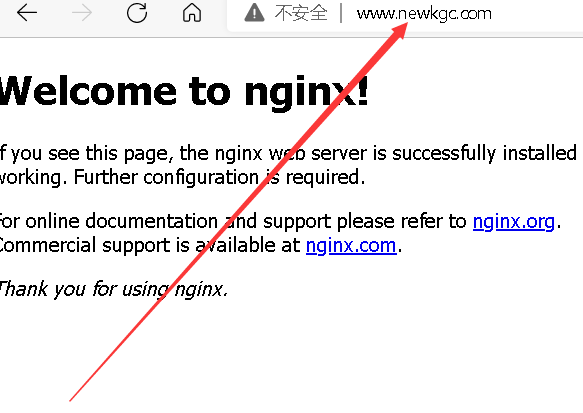 不安全 | www.newkgc.com
Welcome to nginx!
If you see this page, the nginx web server is successfully installed
working. Further configuration is required.
For online documentation and support please refer to nginx.org.
Commercial support is available at nginx.com.
Thank you for using nginx.